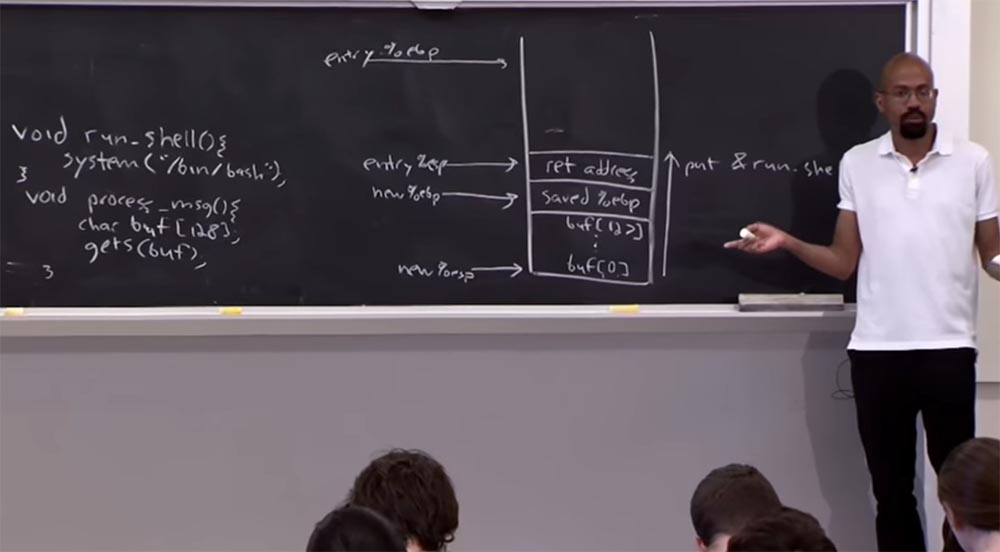 void run_shell(){
system("/bin/bash");
}
void process_msg(){
char buf[128];
gets(buf);
}
entry %ebp
entry %esp
new %ebp
new %esp
ret address
saved %ebp
buf[127]
⋮
buf[0]
put & run_she